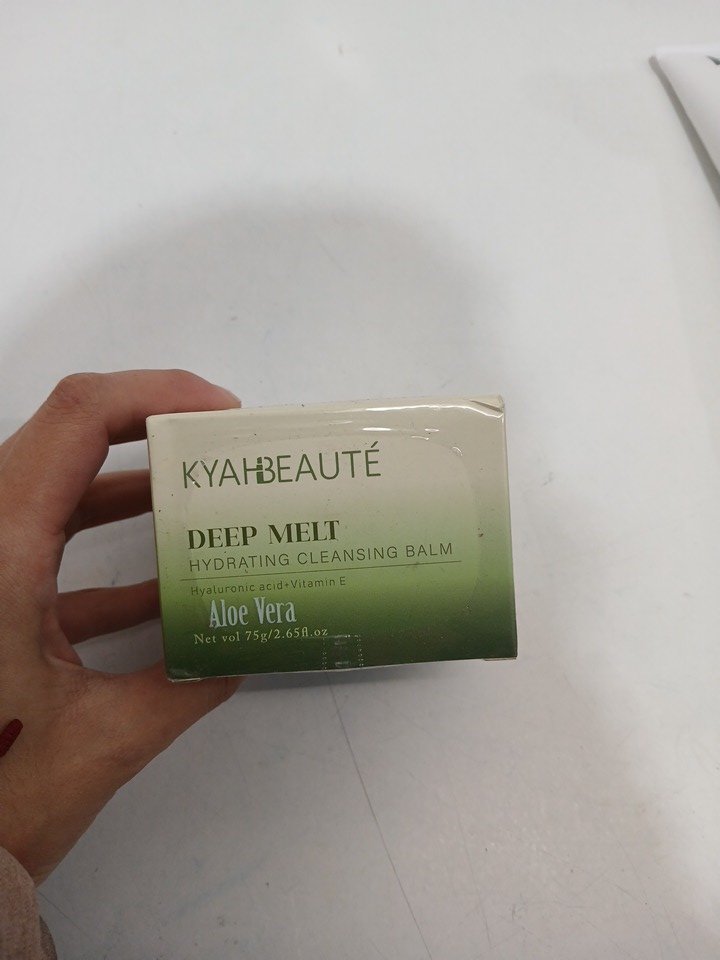 KYAHBEAUTÉ
DEEP MELT
HYDRATING CLEANSING BALM
Hyaluronic acid+Vitamin E
Aloe Vera
Net vol 75g/2.65fl.oz